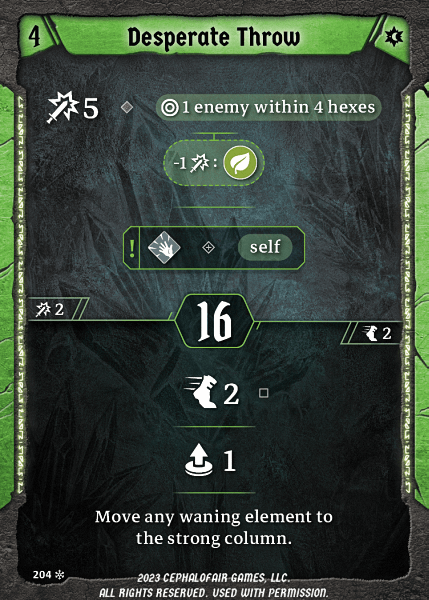 4 Desperate Throw
5 1 enemy within 4 hexes
-1 :
! self
2
16
2
2
1
Move any waning element to
the strong column.
204
2023 CEPHALOFAIR GAMES, LLC.
ALL RIGHTS RESERVED. USED WITH PERMISSION.